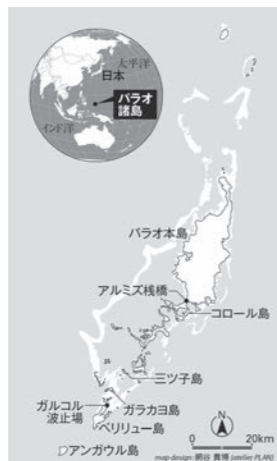 太平洋
日本
パラオ
諸島
インド洋
パラオ本島
アルミズ桟橋
コロール島
三ツ子島
ガルコル
波止場
ガラカヨ島
ペリリュー島
アンガウル島
N
0
20km
map design:網谷 貴博 (atelier PLAN)